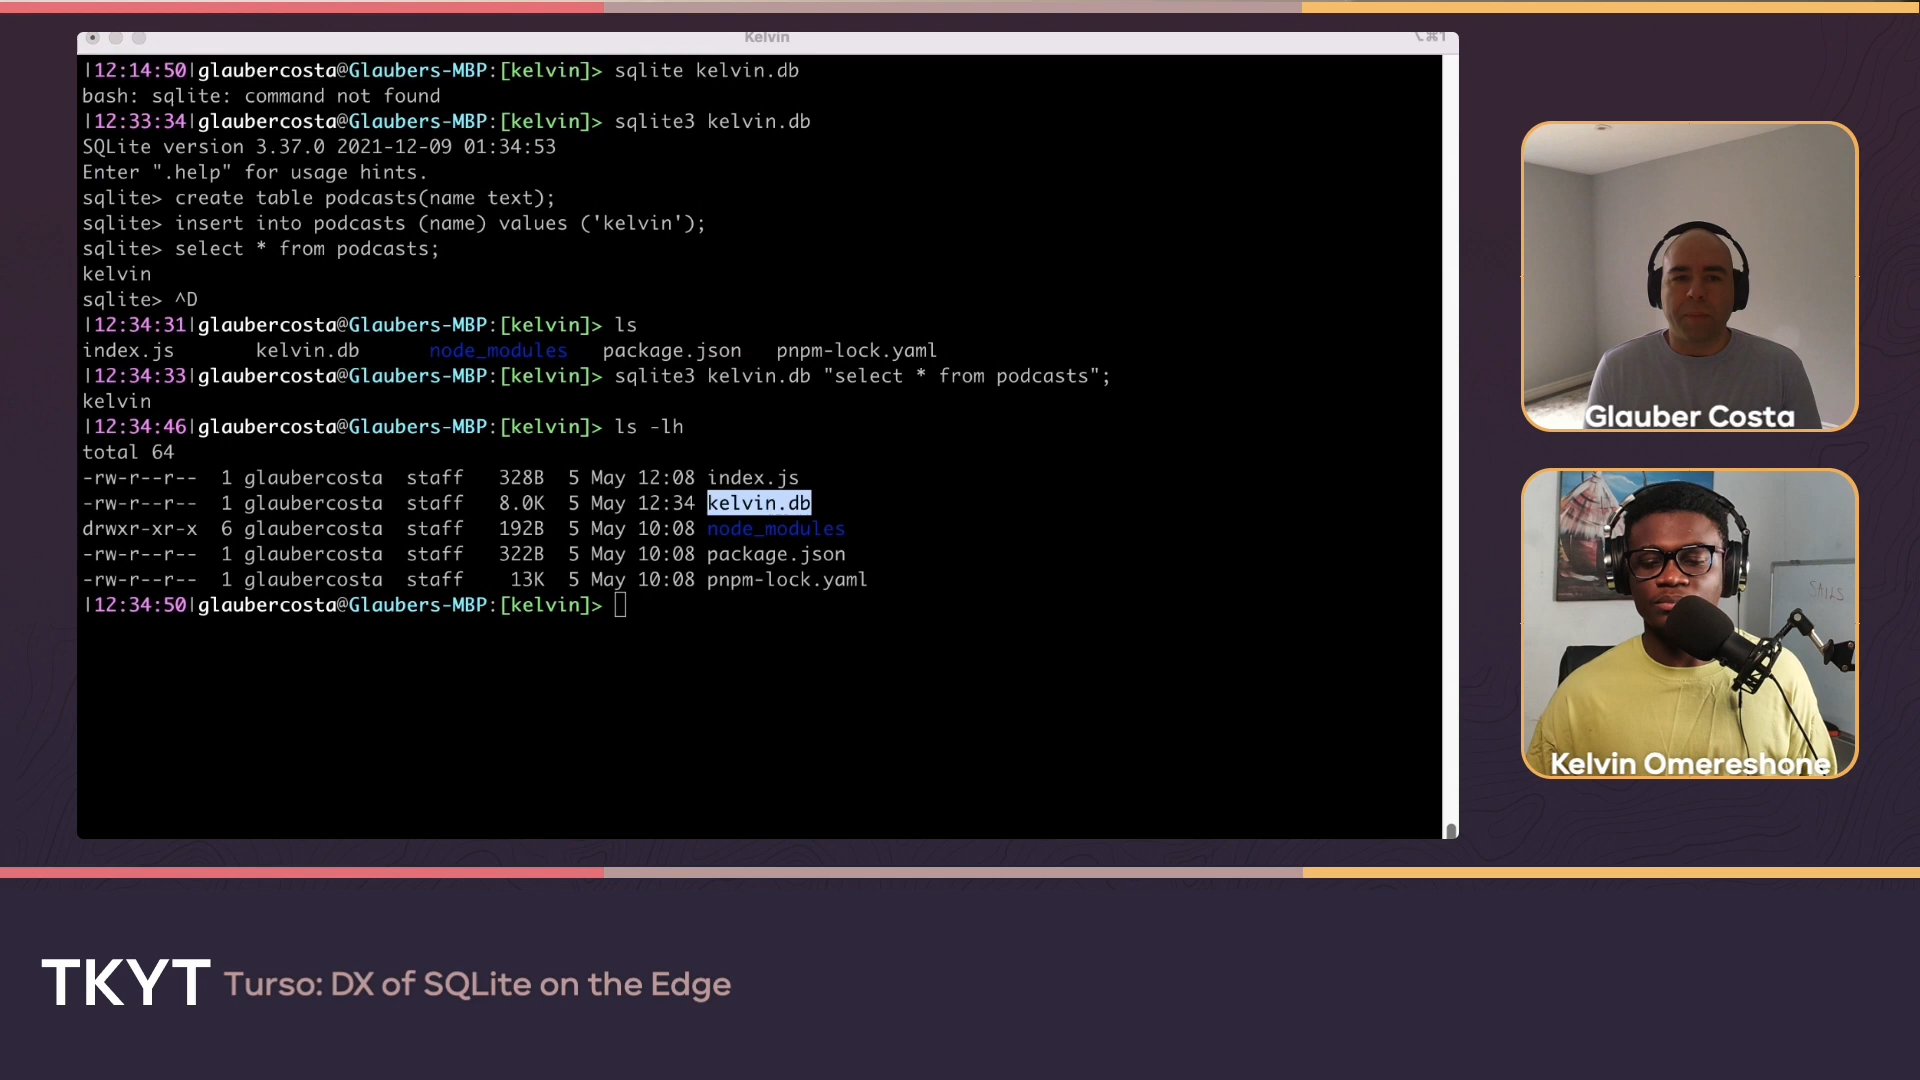 Kelvin
⌥⌘1
|12:14:50|glaubercosta@Glaubers-MBP:[kelvin]> sqlite kelvin.db
bash: sqlite: command not found
|12:33:34|glaubercosta@Glaubers-MBP:[kelvin]> sqlite3 kelvin.db
SQLite version 3.37.0 2021-12-09 01:34:53
Enter ".help" for usage hints.
sqlite> create table podcasts(name text);
sqlite> insert into podcasts (name) values ('kelvin');
sqlite> select * from podcasts;
kelvin
sqlite> ^D
|12:34:31|glaubercosta@Glaubers-MBP:[kelvin]> ls
index.js kelvin.db node_modules package.json pnpm-lock.yaml
|12:34:33|glaubercosta@Glaubers-MBP:[kelvin]> sqlite3 kelvin.db "select * from podcasts";
kelvin
|12:34:46|glaubercosta@Glaubers-MBP:[kelvin]> ls -lh
total 64
-rw-r--r-- 1 glaubercosta staff 328B 5 May 12:08 index.js
-rw-r--r-- 1 glaubercosta staff 8.0K 5 May 12:34 kelvin.db
drwxr-xr-x 6 glaubercosta staff 192B 5 May 10:08 node_modules
-rw-r--r-- 1 glaubercosta staff 322B 5 May 10:08 package.json
-rw-r--r-- 1 glaubercosta staff 13K 5 May 10:08 pnpm-lock.yaml
|12:34:50|glaubercosta@Glaubers-MBP:[kelvin]>
Glauber Costa
SAILS
Kelvin Omereshone
TKYT Turso: DX of SQLite on the Edge